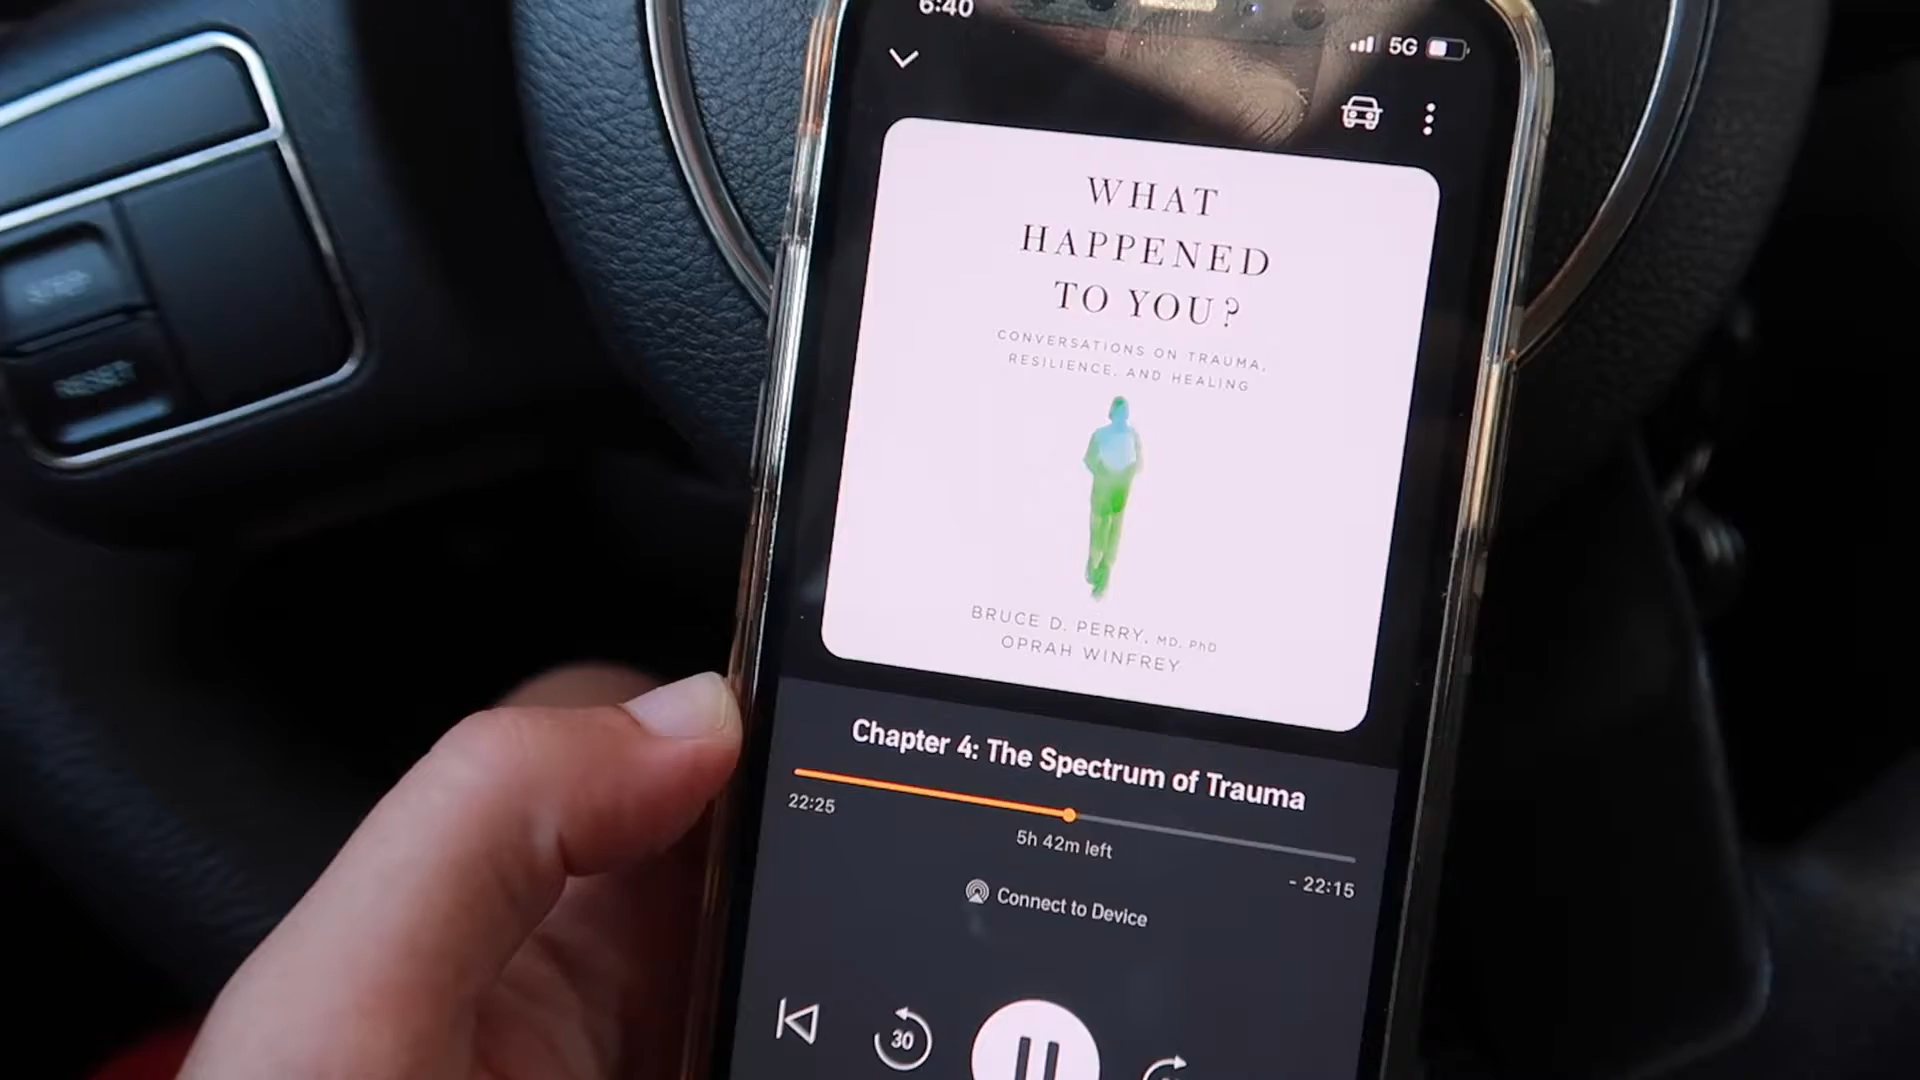 6:40
5G
WHAT
HAPPENED
TO YOU?
CONVERSATIONS ON TRAUMA,
RESILIENCE, AND HEALING
BRUCE D. PERRY, MD, PhD
OPRAH WINFREY
Chapter 4: The Spectrum of Trauma
22:25
5h 42m left
- 22:15
Connect to Device
30
RESET